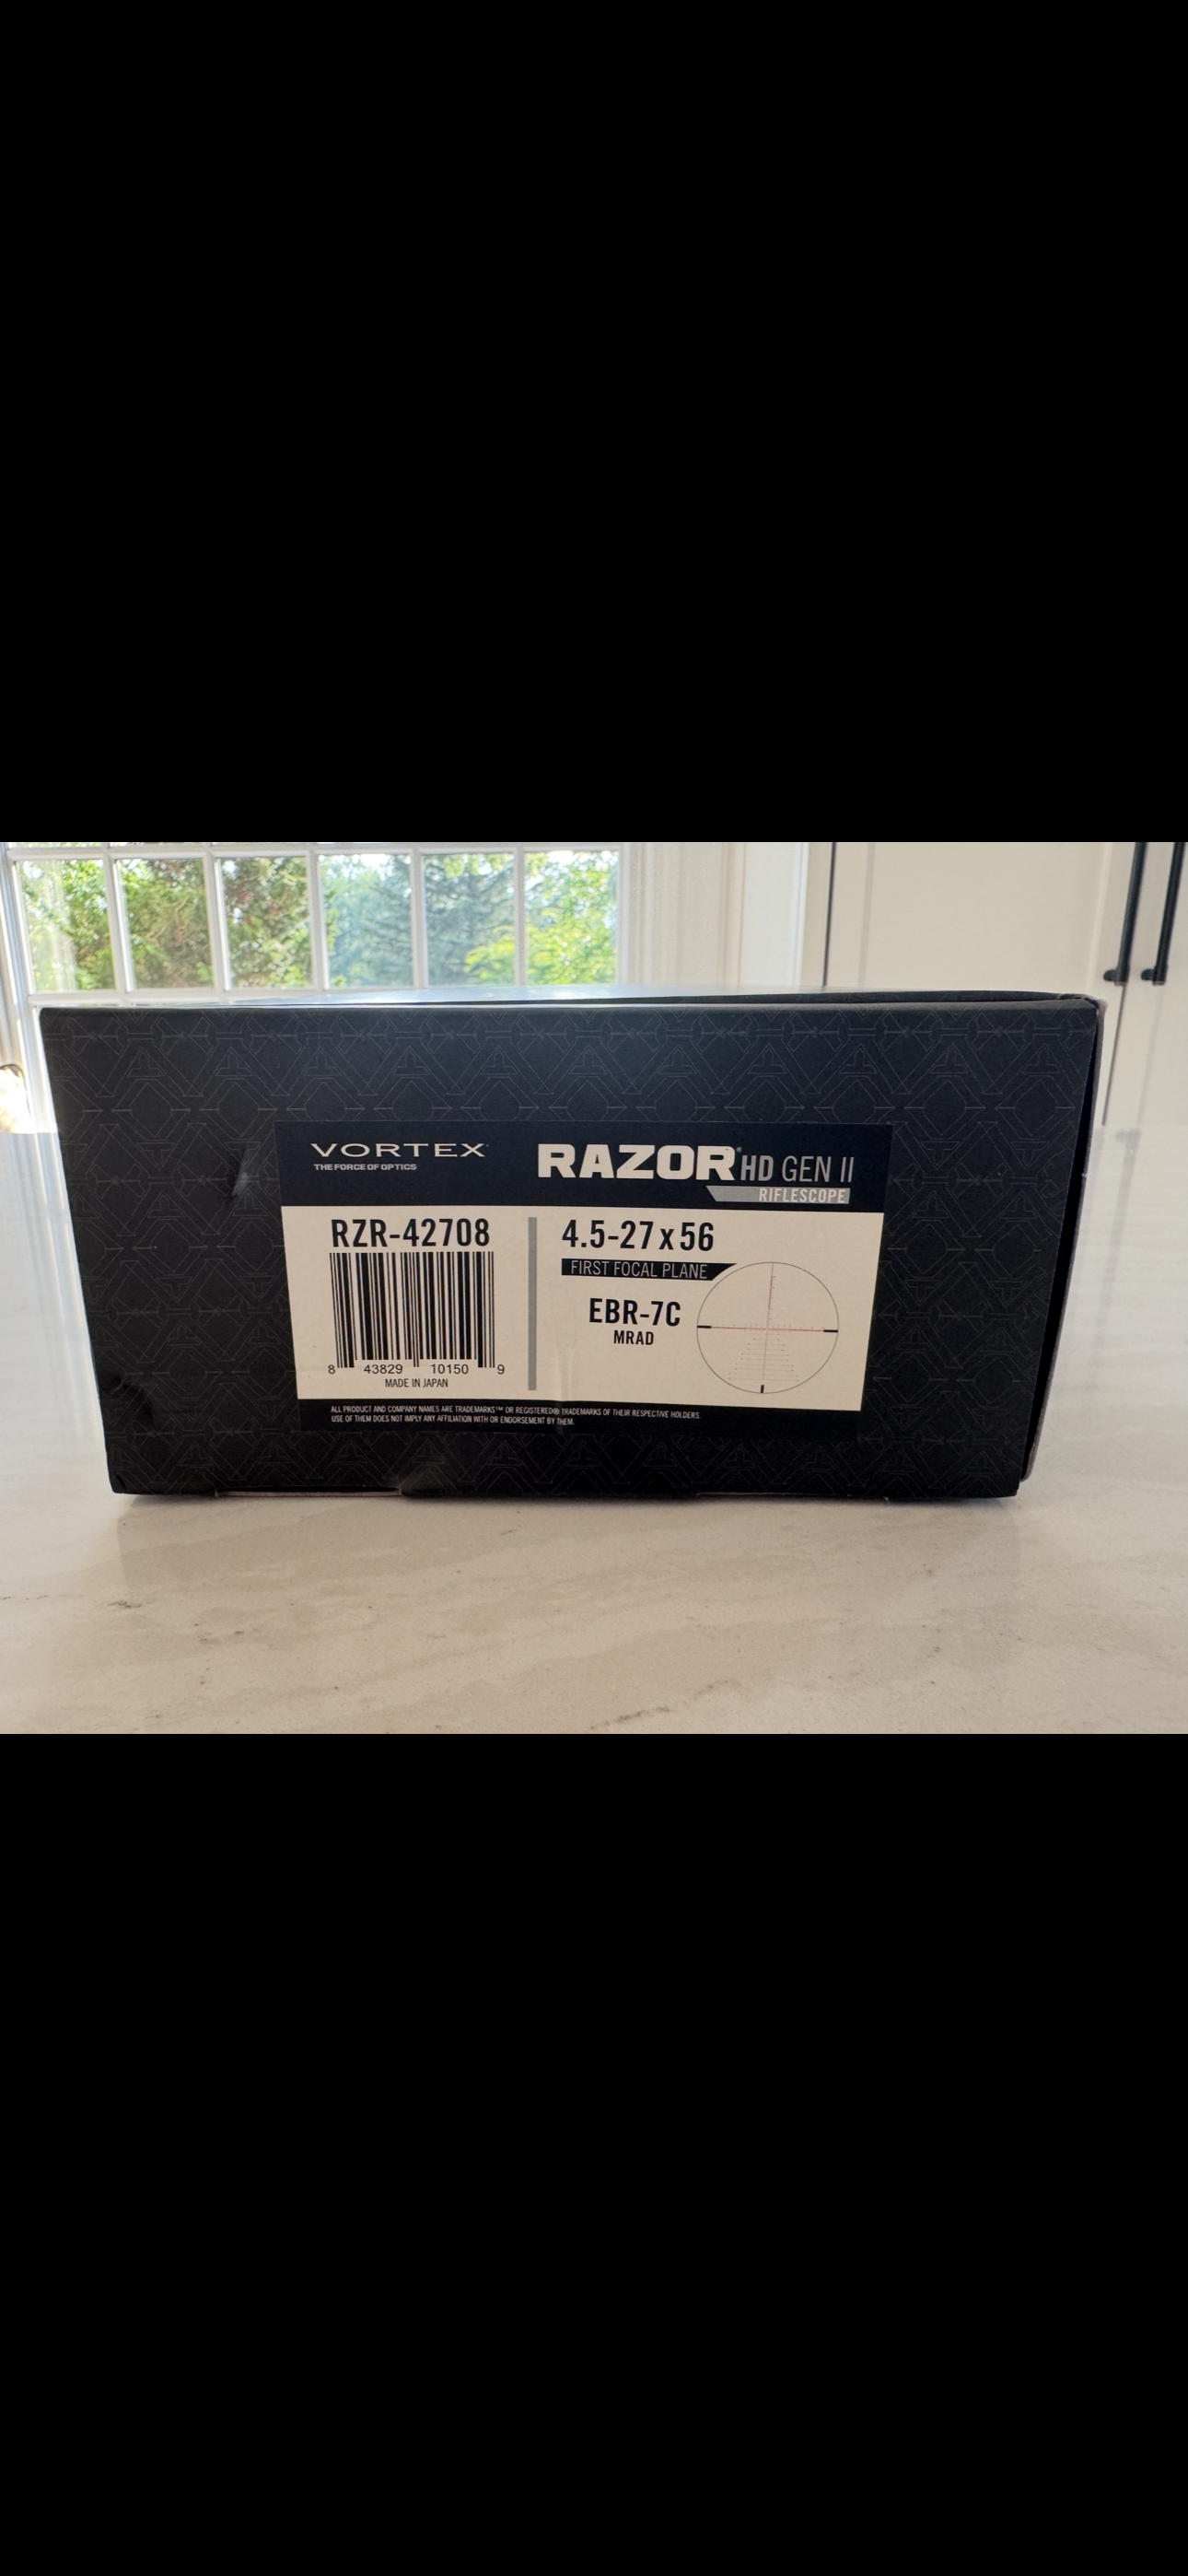 VORTEX
THE FORCE OF OPTICS
RAZOR® HD GEN II
RIFLESCOPE
RZR-42708
8 43829 10150 9
MADE IN JAPAN
4.5-27 x 56
FIRST FOCAL PLANE
EBR-7C
MRAD
ALL PRODUCT AND COMPANY NAMES ARE TRADEMARKS™ OR REGISTERED® TRADEMARKS OF THEIR RESPECTIVE HOLDERS.
USE OF THEM DOES NOT IMPLY ANY AFFILIATION WITH OR ENDORSEMENT BY THEM.